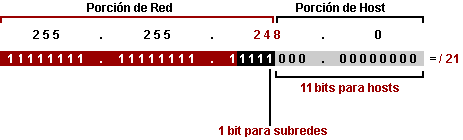 Porción de Red Porción de Host
255 . 255 . 248 . 0
11111111 . 11111111 . 11111000 . 00000000 = / 21
11 bits para hosts
1 bit para subredes